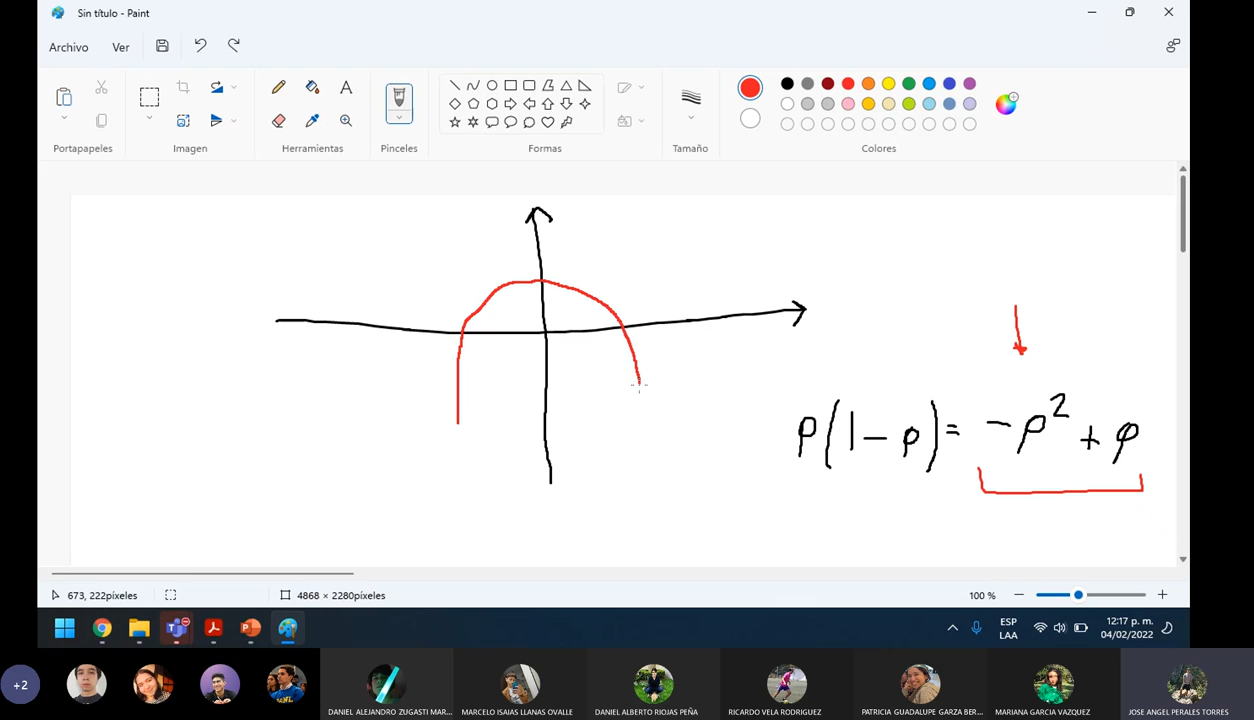 Sin título - Paint
Archivo Ver
Portapapeles Imagen Herramientas Pinceles Formas Tamaño Colores
A
P(1-p)= -p² + p
673, 222píxeles 4868 × 2280píxeles 100 %
ESP
LAA
12:17 p. m.
04/02/2022
+2
DANIEL ALEJANDRO ZUGASTI MAR... MARCELO ISAIAS LLANAS OVALLE DANIEL ALBERTO RIOJAS PEÑA RICARDO VELA RODRIGUEZ PATRICIA GUADALUPE GARZA BER... MARIANA GARCIA VAZQUEZ JOSE ANGEL PERALES TORRES